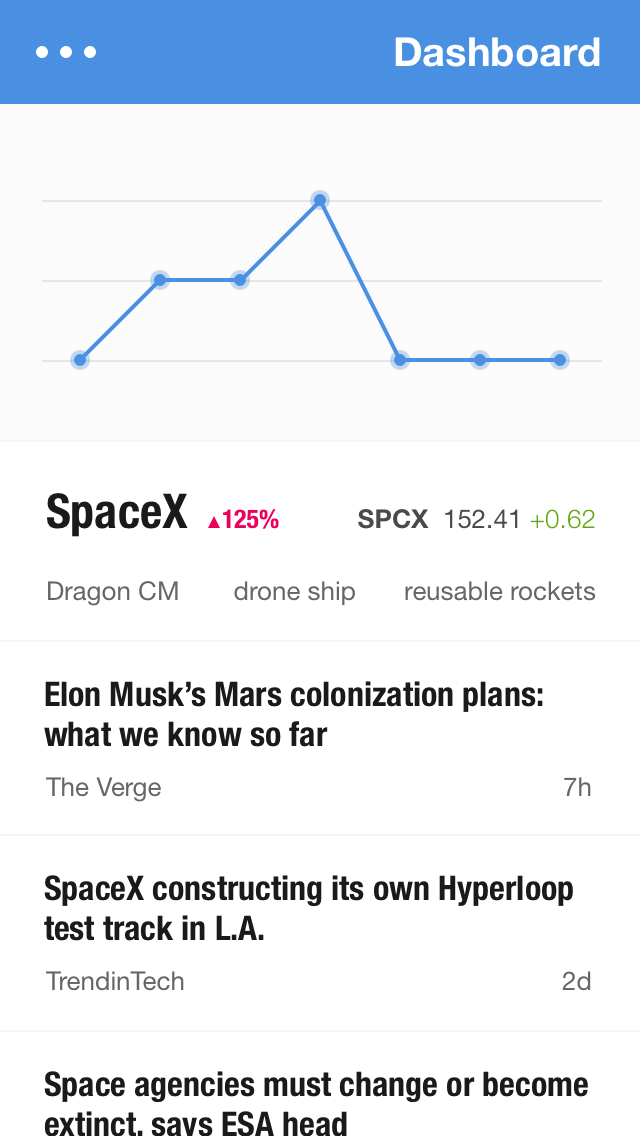 Dashboard
SpaceX ▲125% SPCX 152.41 +0.62
Dragon CM drone ship reusable rockets
Elon Musk’s Mars colonization plans:
what we know so far
The Verge 7h
SpaceX constructing its own Hyperloop
test track in L.A.
TrendinTech 2d
Space agencies must change or become
extinct, says ESA head